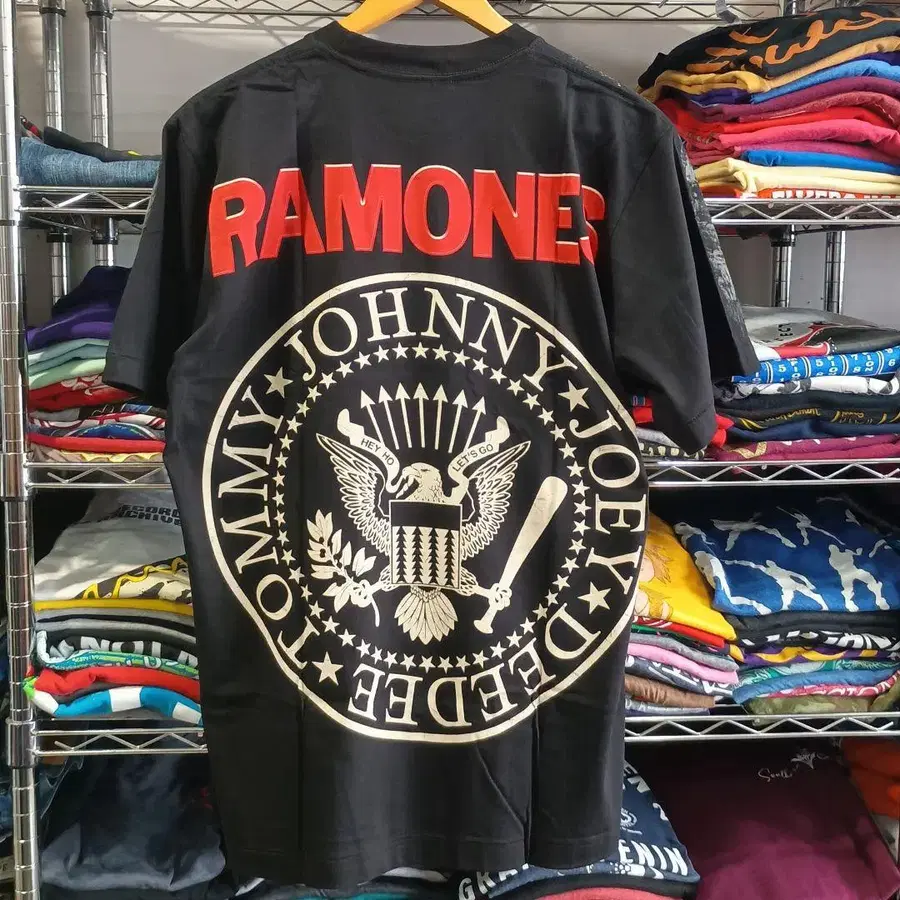 RAMONES
JOHNNY
JOEY
DEEDEE
TOMMY
HEY HO
LET'S GO